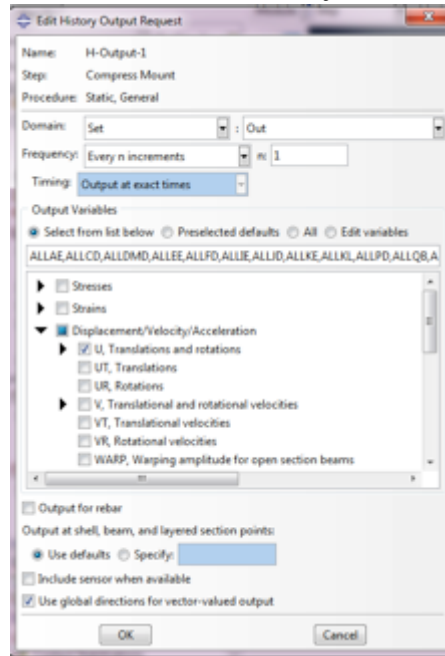 Edit History Output Request
Name: H-Output-1
Step: Compress Mount
Procedure: Static, General
Domain: Set : Out
Frequency: Every n increments n: 1
Timing: Output at exact times
Output Variables
Select from list below Preselected defaults All Edit variables
ALLAE,ALLCD,ALLDMD,ALLEE,ALLFD,ALLIE,ALLJD,ALLKE,ALLKL,ALLPD,ALLQB,A
Stresses
Strains
Displacement/Velocity/Acceleration
U, Translations and rotations
UT, Translations
UR, Rotations
V, Translational and rotational velocities
VT, Translational velocities
VR, Rotational velocities
WARP, Warping amplitude for open section beams
Output for rebar
Output at shell, beam, and layered section points:
Use defaults Specify:
Include sensor when available
Use global directions for vector-valued output
OK Cancel